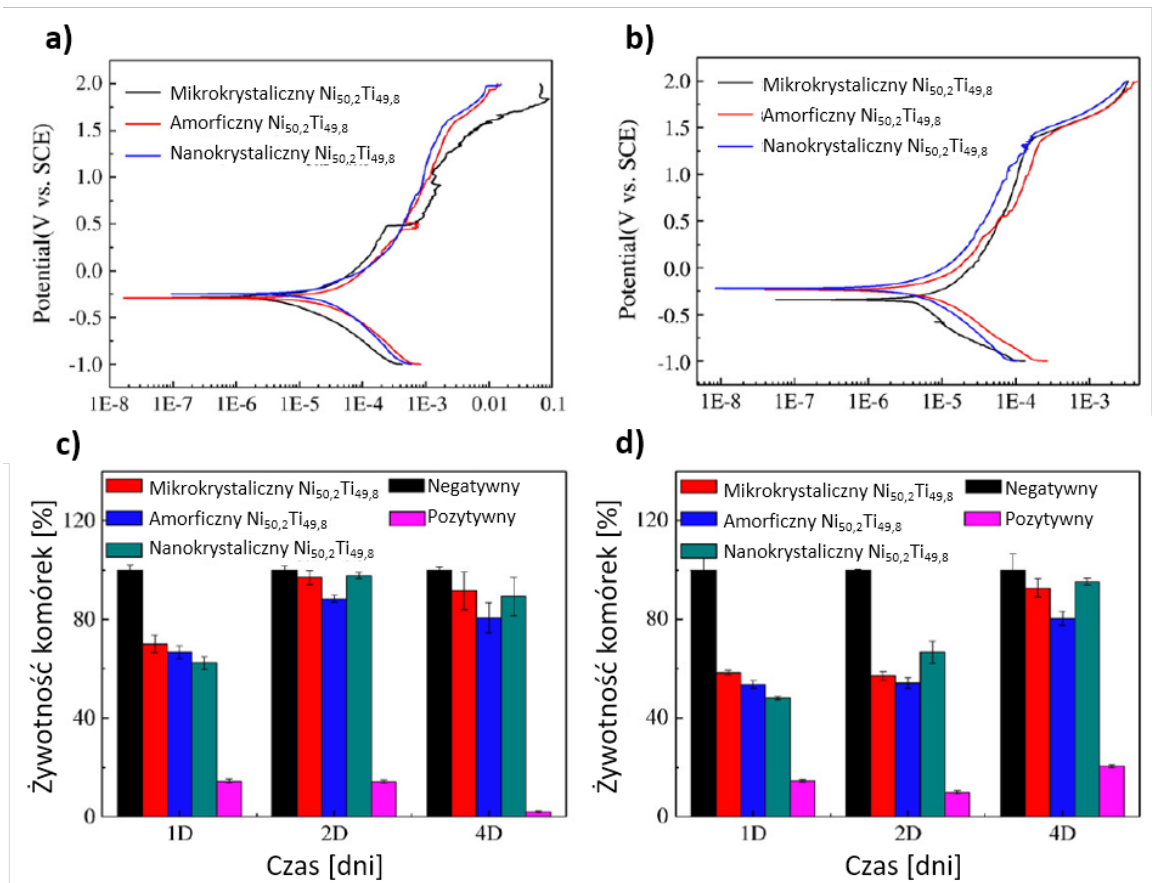 a)
Potential(V vs. SCE)
2.0
1.5
1.0
0.5
0.0
-0.5
-1.0
Mikrokrystaliczny Ni50,2Ti49,8
Amorficzny Ni50,2Ti49,8
Nanokrystaliczny Ni50,2Ti49,8
1E-8 1E-7 1E-6 1E-5 1E-4 1E-3 0.01 0.1
b)
Potential(V vs. SCE)
2.0
1.5
1.0
0.5
0.0
-0.5
-1.0
Mikrokrystaliczny Ni50,2Ti49,8
Amorficzny Ni50,2Ti49,8
Nanokrystaliczny Ni50,2Ti49,8
1E-8 1E-7 1E-6 1E-5 1E-4 1E-3
c)
Żywotność komórek [%]
120
80
40
0
Mikrokrystaliczny Ni50,2Ti49,8
Amorficzny Ni50,2Ti49,8
Nanokrystaliczny Ni50,2Ti49,8
Negatywny
Pozytywny
1D 2D 4D
Czas [dni]
d)
Żywotność komórek [%]
120
80
40
0
Mikrokrystaliczny Ni50,2Ti49,8
Amorficzny Ni50,2Ti49,8
Nanokrystaliczny Ni50,2Ti49,8
Negatywny
Pozytywny
1D 2D 4D
Czas [dni]